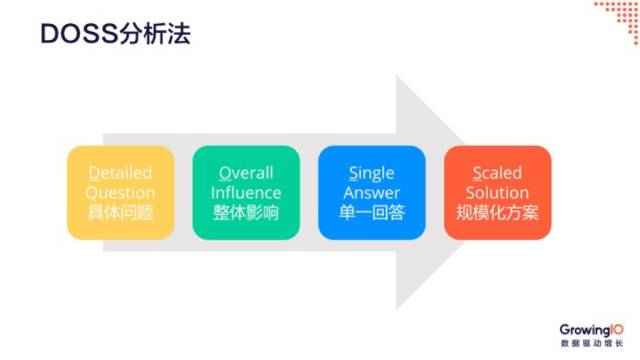 DOSS分析法
Detailed
Question
具体问题
Overall
Influence
整体影响
Single
Answer
单一回答
Scaled
Solution
规模化方案
GrowingIO
数据驱动增长